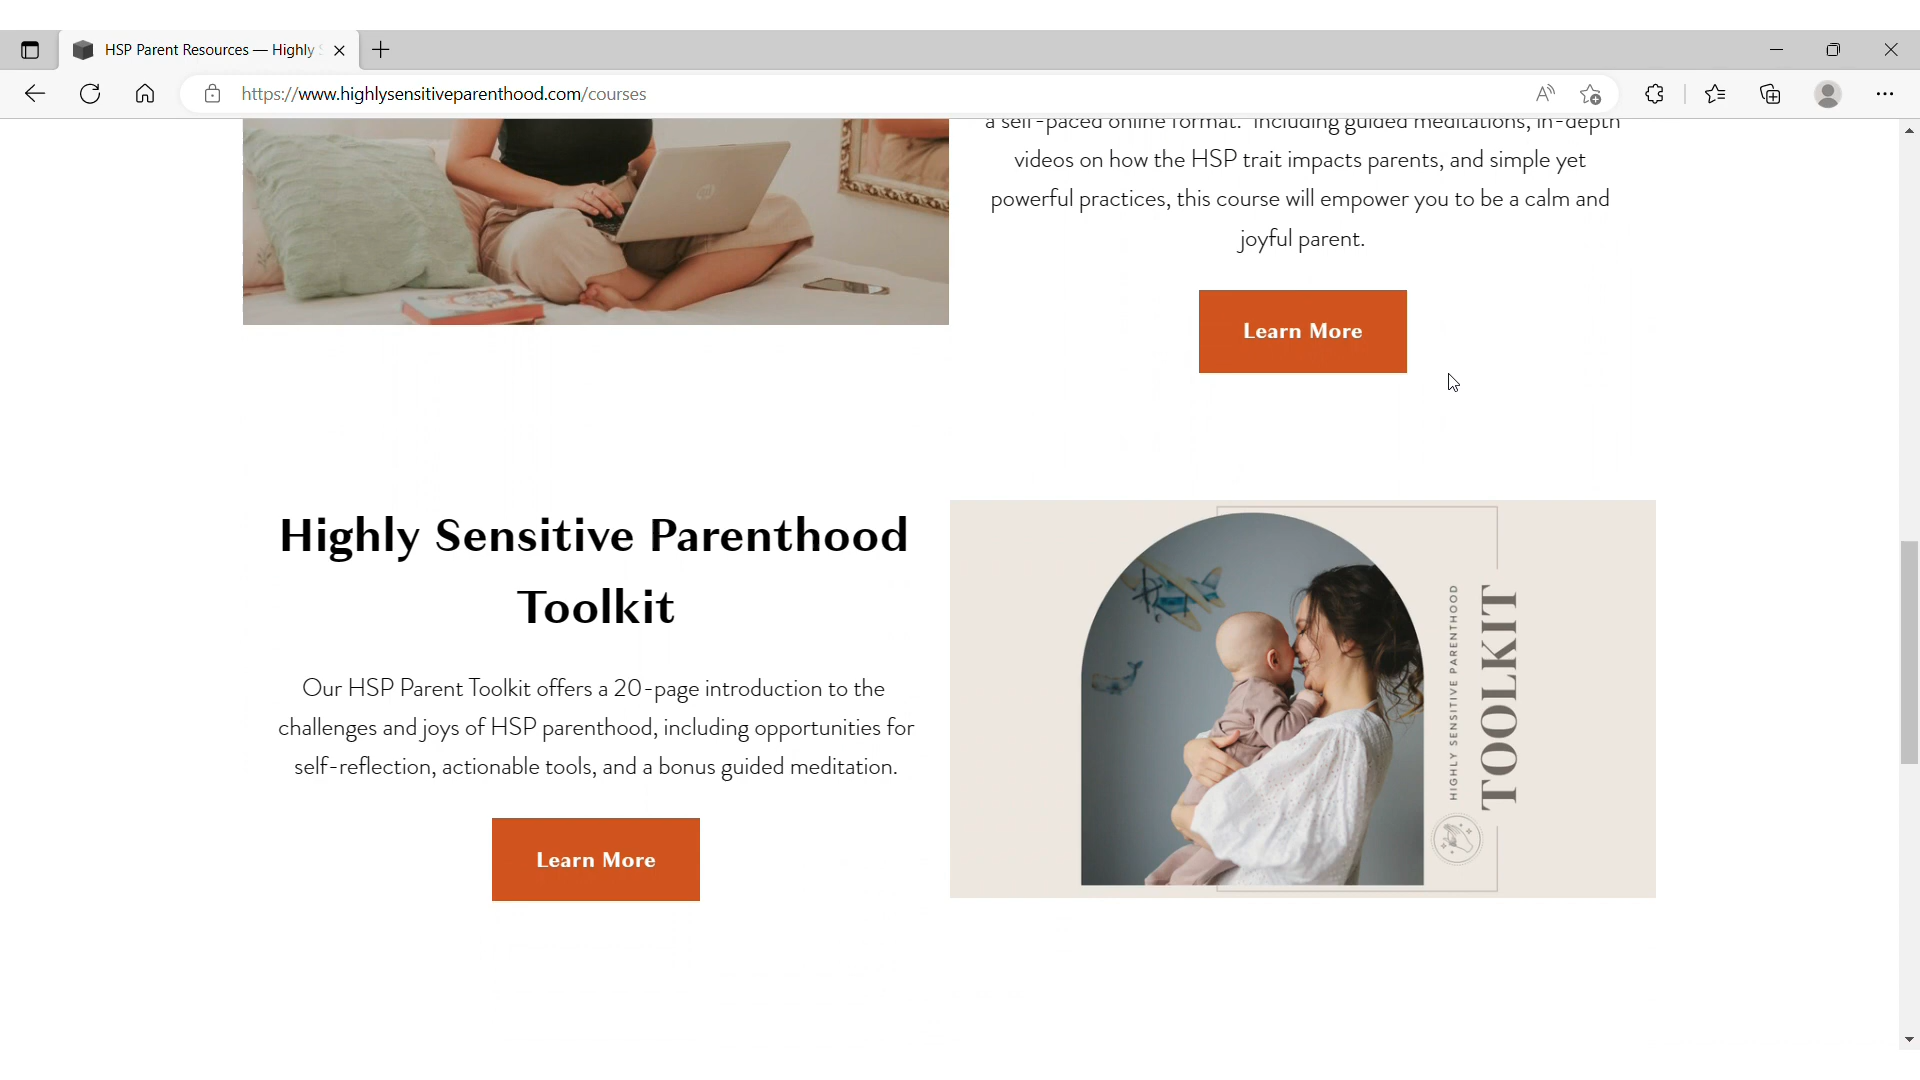 HSP Parent Resources — Highly S
https://www.highlysensitiveparenthood.com/courses
a self-paced online format. Including guided meditations, in-depth
videos on how the HSP trait impacts parents, and simple yet
powerful practices, this course will empower you to be a calm and
joyful parent.
Learn More
Highly Sensitive Parenthood
Toolkit
Our HSP Parent Toolkit offers a 20-page introduction to the
challenges and joys of HSP parenthood, including opportunities for
self-reflection, actionable tools, and a bonus guided meditation.
Learn More
HIGHLY SENSITIVE PARENTHOOD
TOOLKIT